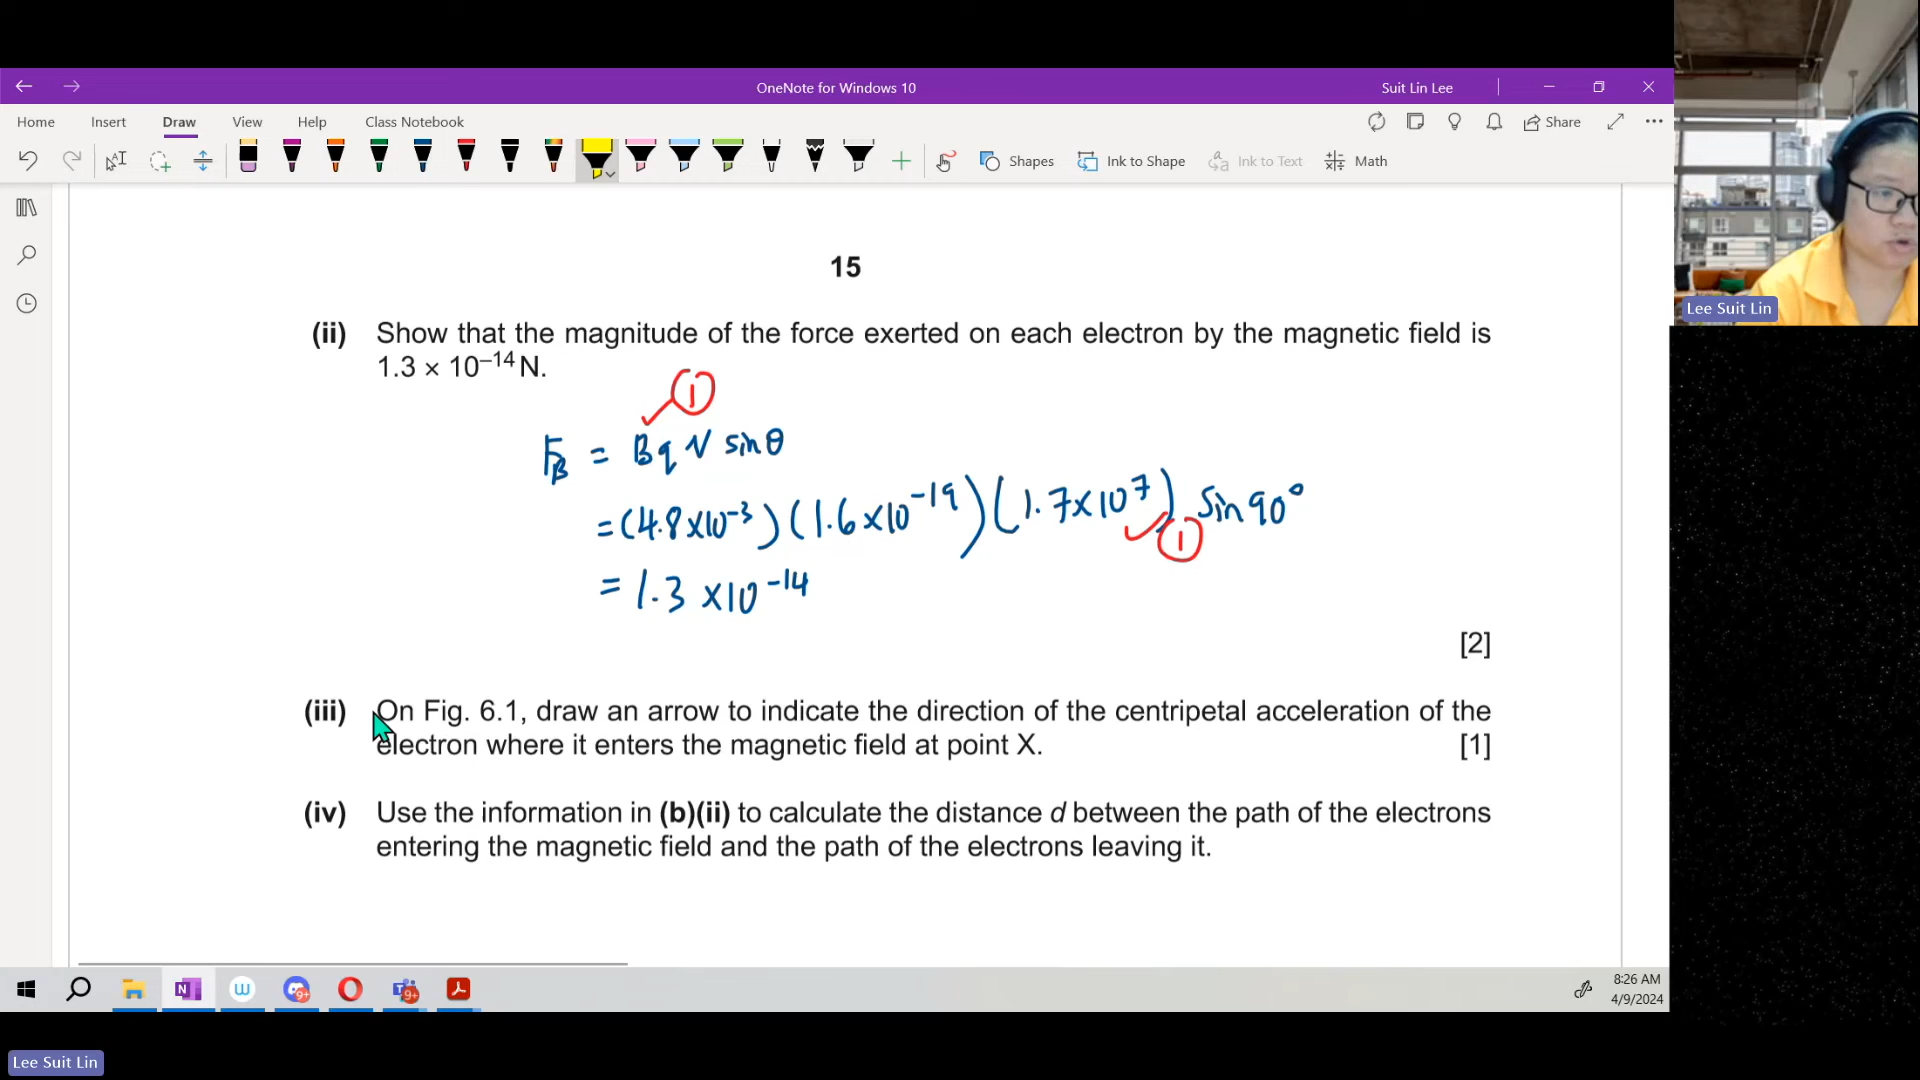 OneNote for Windows 10
Suit Lin Lee
Home Insert Draw View Help Class Notebook
Share
Shapes Ink to Shape Ink to Text Math
Lee Suit Lin
15
(ii) Show that the magnitude of the force exerted on each electron by the magnetic field is
1.3 × 10⁻¹⁴ N.
①
F_B = BqV sinθ
= (4.8×10⁻³)(1.6×10⁻¹⁹)(1.7×10⁷) sin 90°
①
= 1.3 ×10⁻¹⁴
[2]
(iii) On Fig. 6.1, draw an arrow to indicate the direction of the centripetal acceleration of the
electron where it enters the magnetic field at point X. [1]
(iv) Use the information in (b)(ii) to calculate the distance d between the path of the electrons
entering the magnetic field and the path of the electrons leaving it.
N W 9+ T 9+
8:26 AM
4/9/2024
Lee Suit Lin